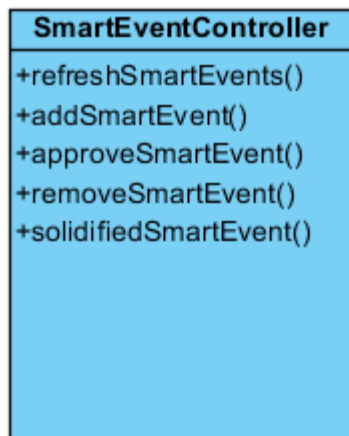 SmartEventController
+refreshSmartEvents()
+addSmartEvent()
+approveSmartEvent()
+removeSmartEvent()
+solidifiedSmartEvent()